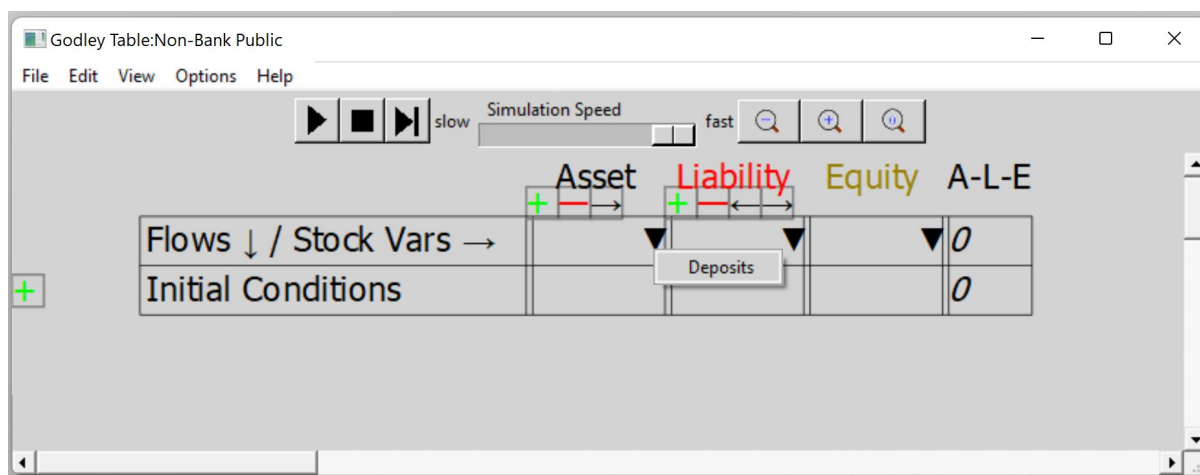 Godley Table:Non-Bank Public
File Edit View Options Help
slow Simulation Speed fast
Asset Liability Equity A-L-E
+ — → + — ← →
Flows ↓ / Stock Vars → ▼ ▼ ▼ 0
Deposits
+ Initial Conditions 0